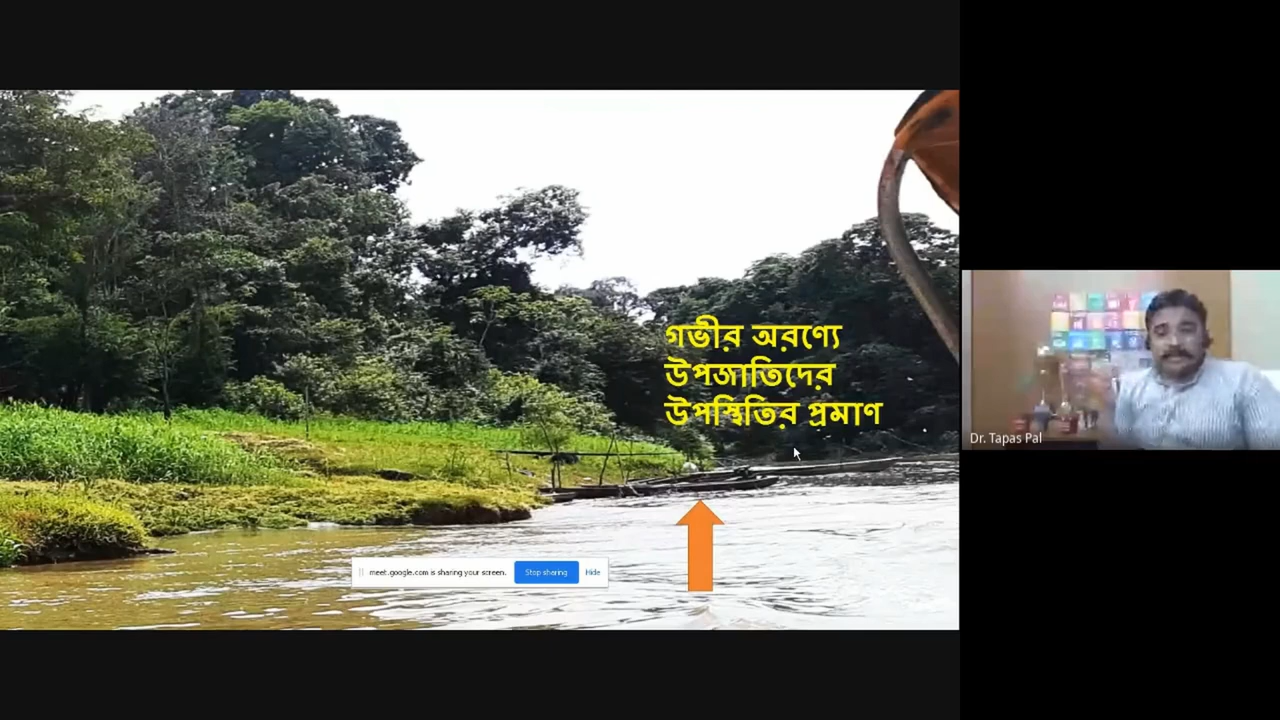 গভীর অরণ্যে
উপজাতিদের
উপস্থিতির প্রমাণ
meet.google.com is sharing your screen.
Stop sharing
Hide
Dr. Tapas Pal